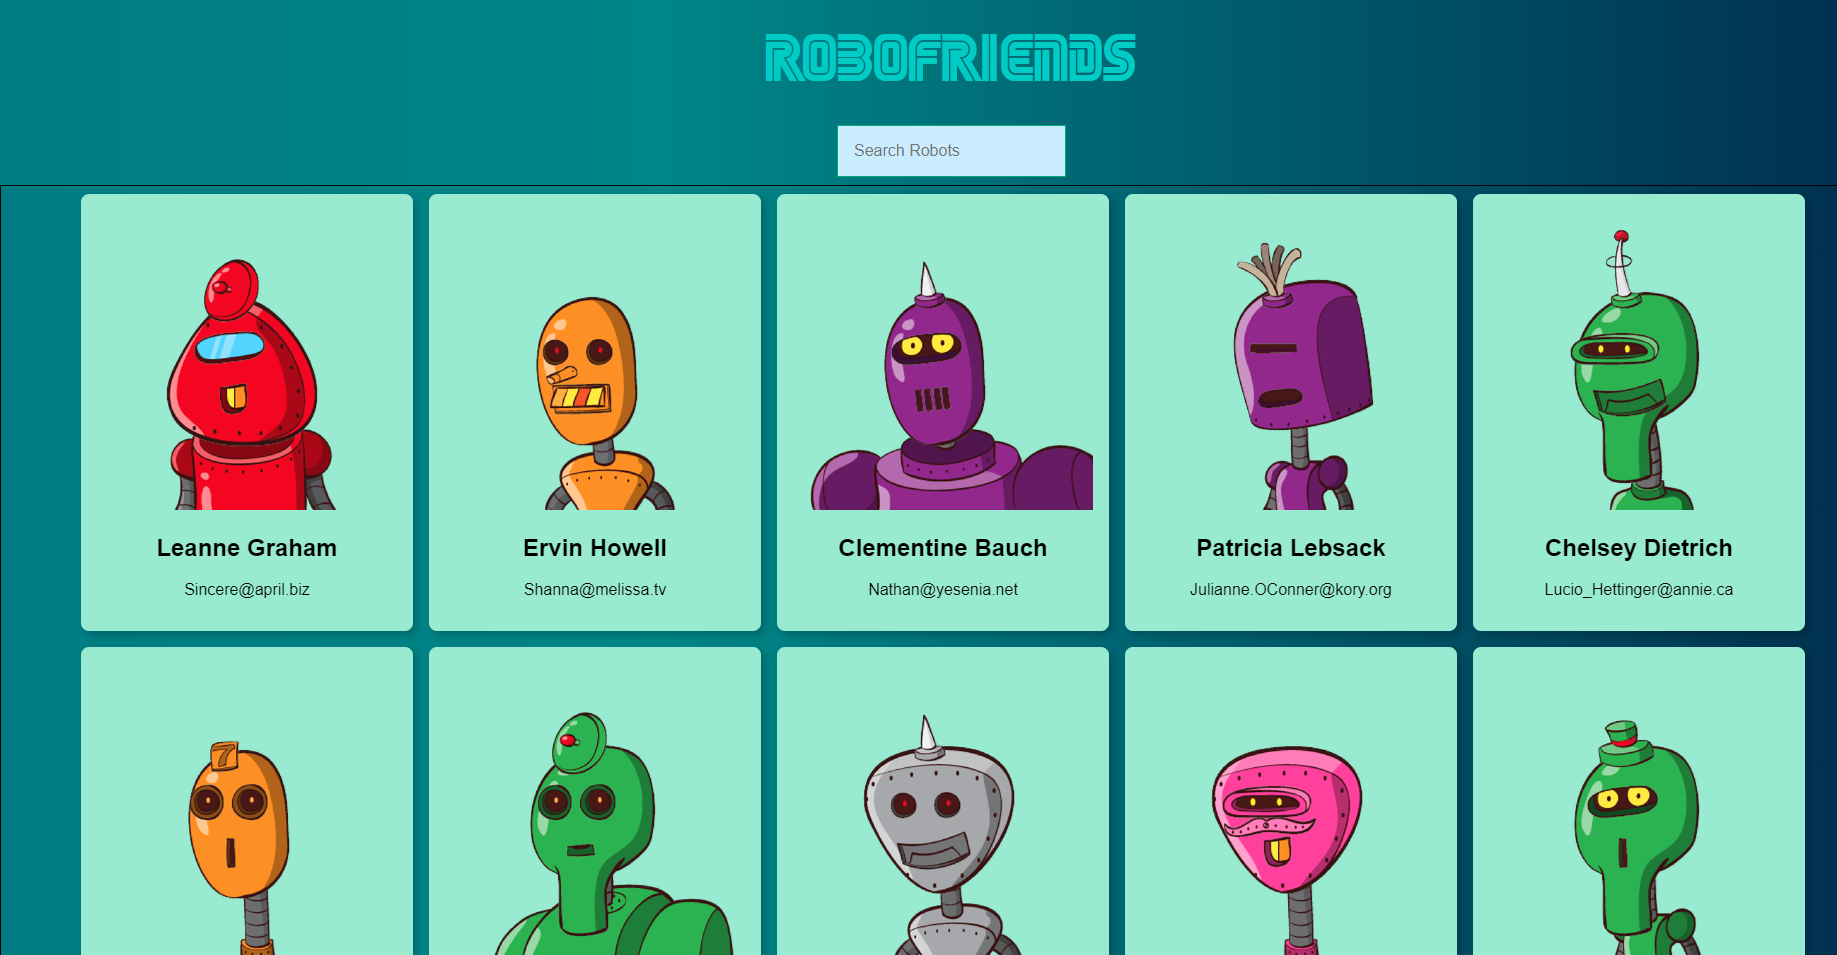 ROBOFRIENDS
Search Robots
Leanne Graham
Sincere@april.biz
Ervin Howell
Shanna@melissa.tv
Clementine Bauch
Nathan@yesenia.net
Patricia Lebsack
Julianne.OConner@kory.org
Chelsey Dietrich
Lucio_Hettinger@annie.ca
7